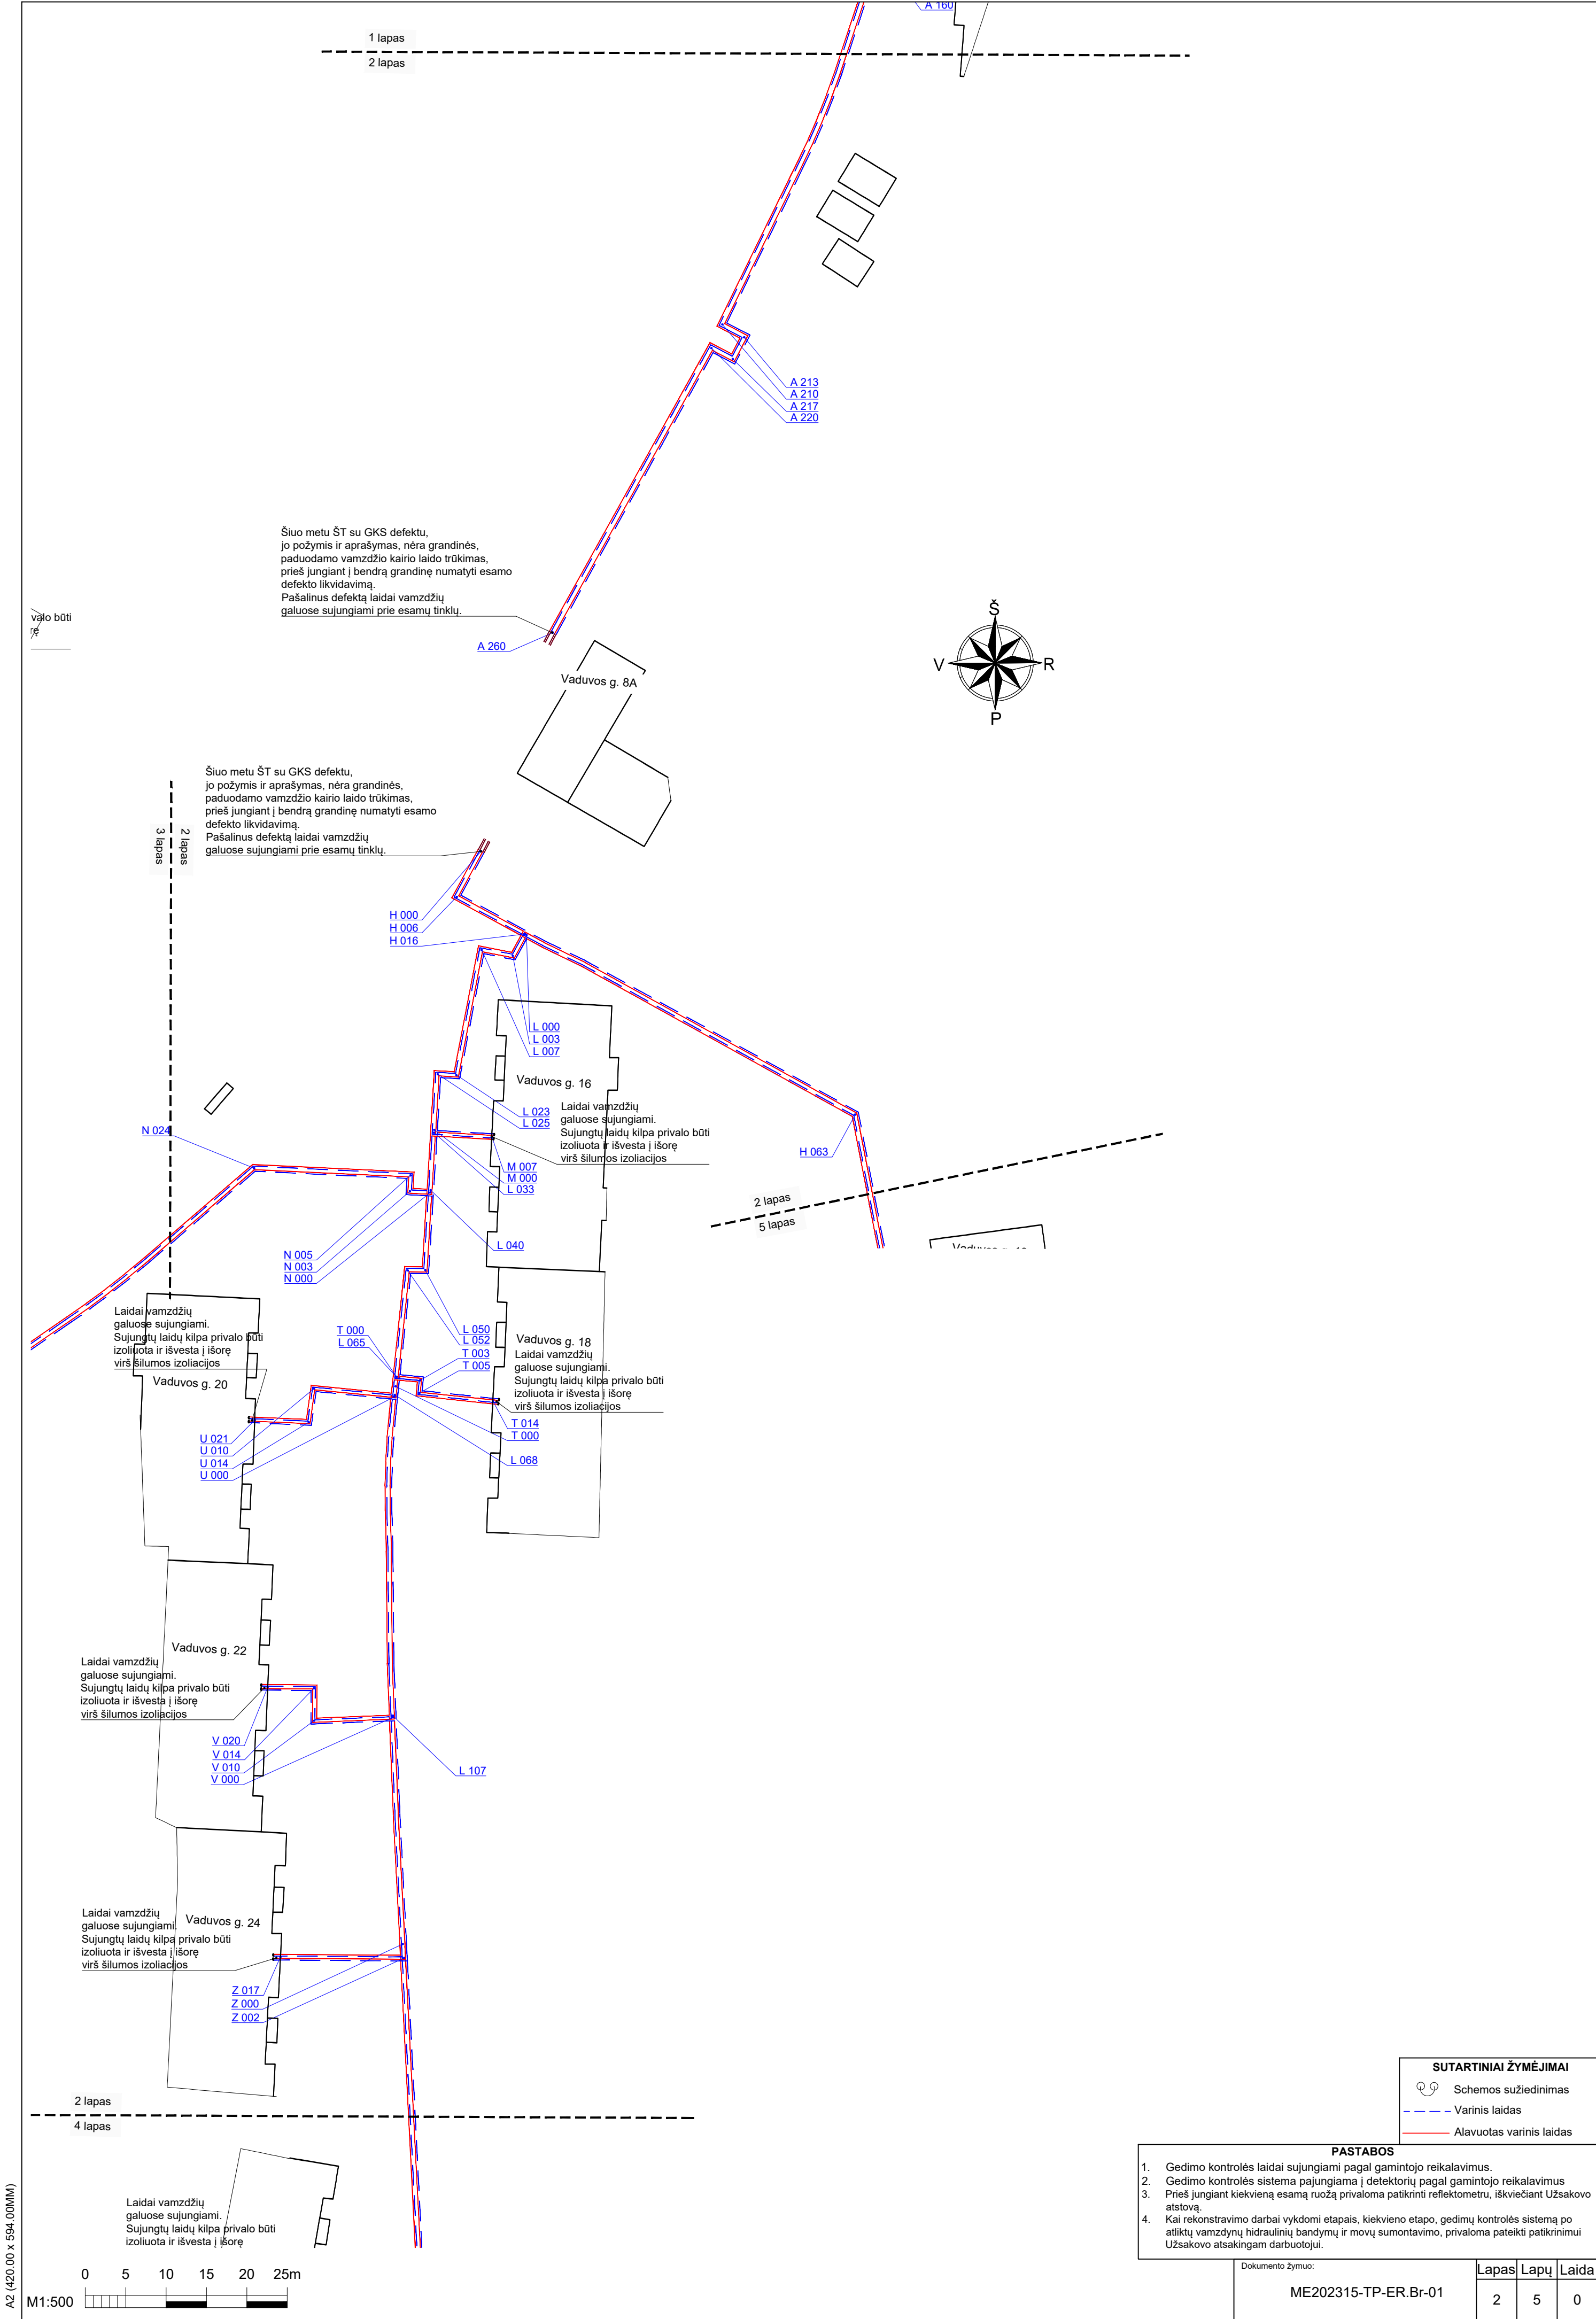 A 160
1 lapas
2 lapas
A 213
A 210
A 217
A 220
Šiuo metu ŠT su GKS defektu,
jo požymis ir aprašymas, nėra grandinės,
paduodamo vamzdžio kairio laido trūkimas,
prieš jungiant į bendrą grandinę numatyti esamo
defekto likvidavimą.
Pašalinus defektą laidai vamzdžių
galuose sujungiami prie esamų tinklų.
valo būti
rę
A 260
Š
V
R
P
Vaduvos g. 8A
Šiuo metu ŠT su GKS defektu,
jo požymis ir aprašymas, nėra grandinės,
paduodamo vamzdžio kairio laido trūkimas,
prieš jungiant į bendrą grandinę numatyti esamo
defekto likvidavimą.
Pašalinus defektą laidai vamzdžių
galuose sujungiami prie esamų tinklų.
2 lapas
3 lapas
H 000
H 006
H 016
L 000
L 003
L 007
Vaduvos g. 16
L 023
L 025
Laidai vamzdžių
galuose sujungiami.
Sujungtų laidų kilpa privalo būti
izoliuota ir išvesta į išorę
virš šilumos izoliacijos
N 024
M 007
M 000
L 033
H 063
2 lapas
5 lapas
L 040
N 005
N 003
N 000
Laidai vamzdžių
galuose sujungiami.
Sujungtų laidų kilpa privalo būti
izoliuota ir išvesta į išorę
virš šilumos izoliacijos
Vaduvos g. 20
T 000
L 065
L 050
L 052
T 003
T 005
Vaduvos g. 18
Laidai vamzdžių
galuose sujungiami.
Sujungtų laidų kilpa privalo būti
izoliuota ir išvesta į išorę
virš šilumos izoliacijos
T 014
T 000
L 068
U 021
U 010
U 014
U 000
Vaduvos g. 22
Laidai vamzdžių
galuose sujungiami.
Sujungtų laidų kilpa privalo būti
izoliuota ir išvesta į išorę
virš šilumos izoliacijos
V 020
V 014
V 010
V 000
L 107
Vaduvos g. 24
Laidai vamzdžių
galuose sujungiami.
Sujungtų laidų kilpa privalo būti
izoliuota ir išvesta į išorę
virš šilumos izoliacijos
Z 017
Z 000
Z 002
2 lapas
4 lapas
Laidai vamzdžių
galuose sujungiami.
Sujungtų laidų kilpa privalo būti
izoliuota ir išvesta į išorę
SUTARTINIAI ŽYMĖJIMAI
Schemos sužiedinimas
Varinis laidas
Alavuotas varinis laidas
PASTABOS
1. Gedimo kontrolės laidai sujungiami pagal gamintojo reikalavimus.
2. Gedimo kontrolės sistema pajungiama į detektorių pagal gamintojo reikalavimus
3. Prieš jungiant kiekvieną esamą ruožą privaloma patikrinti reflektometru, iškviečiant Užsakovo
atstovą.
4. Kai rekonstravimo darbai vykdomi etapais, kiekvieno etapo, gedimų kontrolės sistemą po
atliktų vamzdynų hidraulinių bandymų ir movų sumontavimo, privaloma pateikti patikrinimui
Užsakovo atsakingam darbuotojui.
Dokumento žymuo:
ME202315-TP-ER.Br-01
Lapas Lapų Laida
2 5 0
0 5 10 15 20 25m
M1:500
A2 (420.00 x 594.00MM)